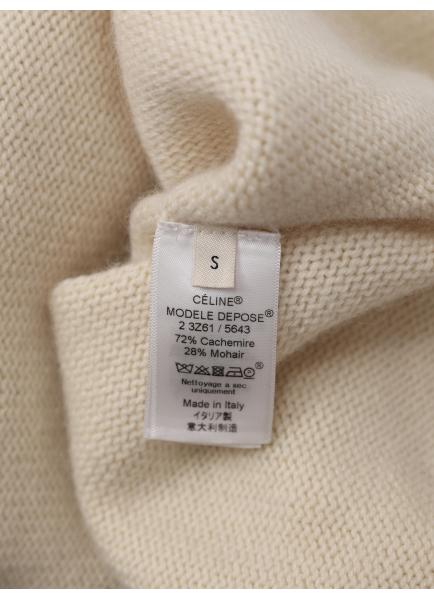 S
CÉLINE®
MODELE DEPOSE®
2 3Z61 / 5643
72% Cachemire
28% Mohair
Nettoyage a sec
uniquement
Made in Italy
イタリア製
意大利制造